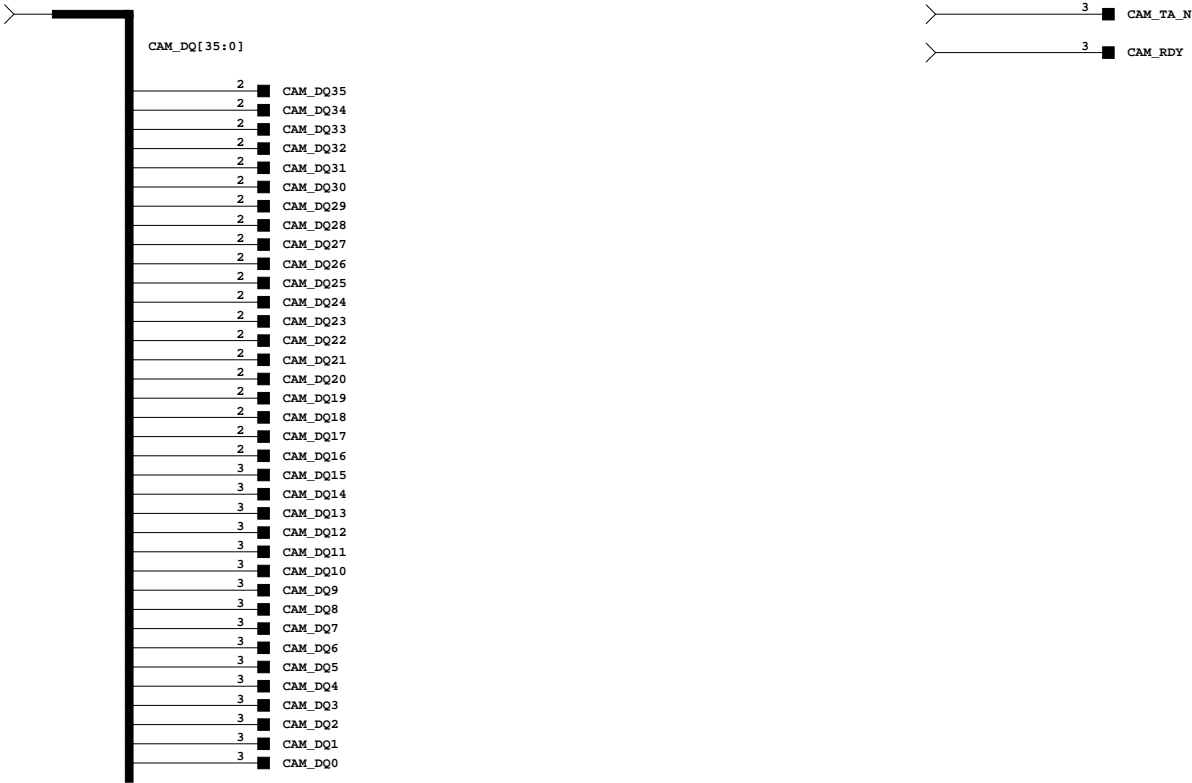 3 CAM_TA_N
3 CAM_RDY
CAM_DQ[35:0]
2 CAM_DQ35
2 CAM_DQ34
2 CAM_DQ33
2 CAM_DQ32
2 CAM_DQ31
2 CAM_DQ30
2 CAM_DQ29
2 CAM_DQ28
2 CAM_DQ27
2 CAM_DQ26
2 CAM_DQ25
2 CAM_DQ24
2 CAM_DQ23
2 CAM_DQ22
2 CAM_DQ21
2 CAM_DQ20
2 CAM_DQ19
2 CAM_DQ18
2 CAM_DQ17
2 CAM_DQ16
3 CAM_DQ15
3 CAM_DQ14
3 CAM_DQ13
3 CAM_DQ12
3 CAM_DQ11
3 CAM_DQ10
3 CAM_DQ9
3 CAM_DQ8
3 CAM_DQ7
3 CAM_DQ6
3 CAM_DQ5
3 CAM_DQ4
3 CAM_DQ3
3 CAM_DQ2
3 CAM_DQ1
3 CAM_DQ0